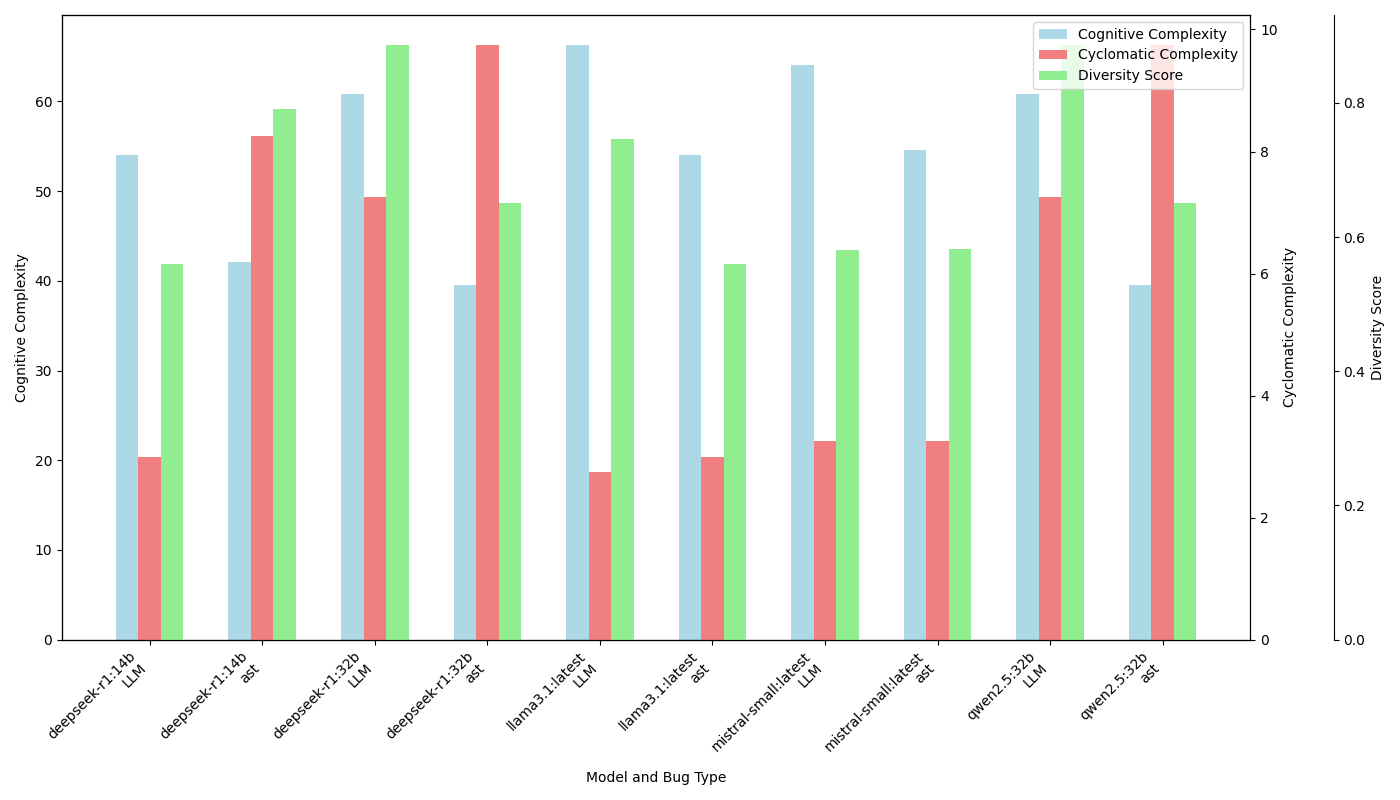 Cognitive Complexity
Cyclomatic Complexity
Diversity Score
Cognitive Complexity
0
10
20
30
40
50
60
Cyclomatic Complexity
0
2
4
6
8
10
Diversity Score
0.0
0.2
0.4
0.6
0.8
deepseek-r1:14b
LLM
deepseek-r1:14b
ast
deepseek-r1:32b
LLM
deepseek-r1:32b
ast
llama3.1:latest
LLM
llama3.1:latest
ast
mistral-small:latest
LLM
mistral-small:latest
ast
qwen2.5:32b
LLM
qwen2.5:32b
ast
Model and Bug Type